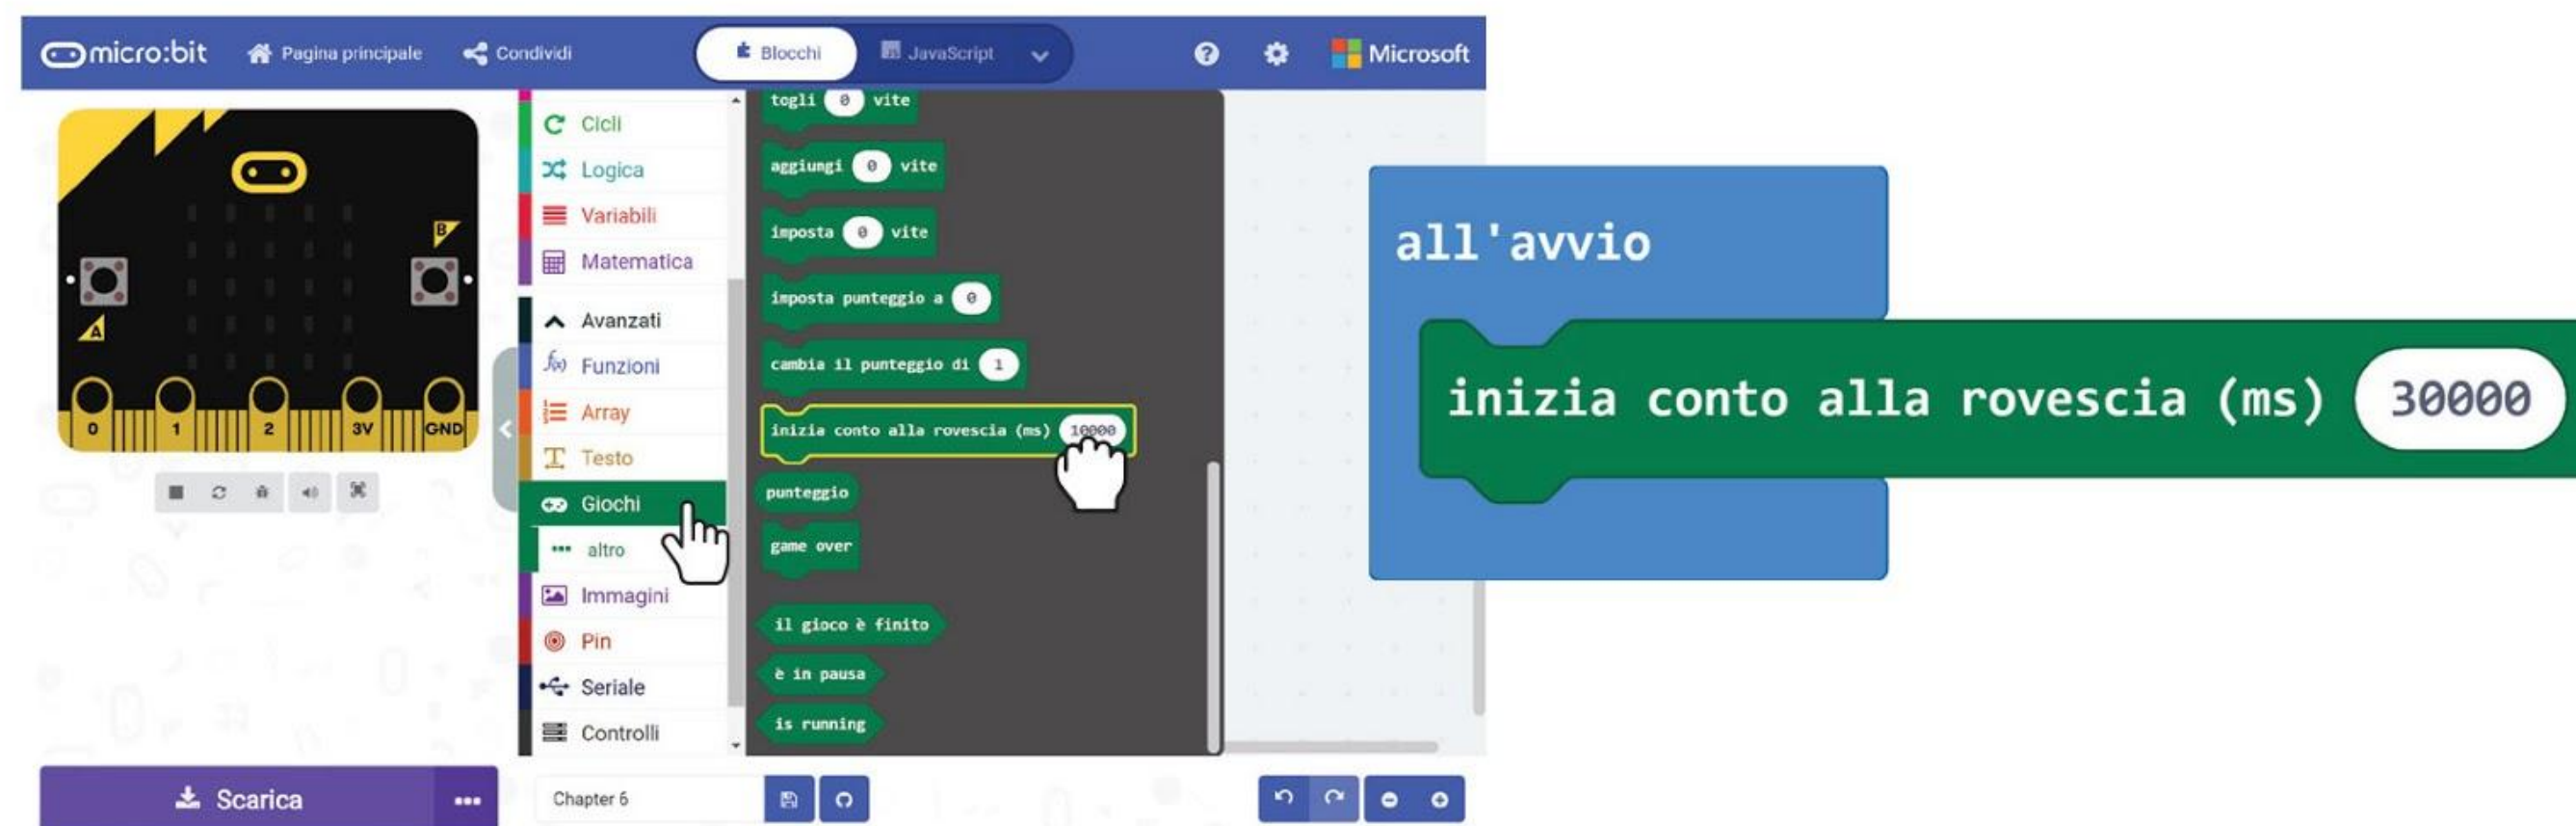 micro:bit
Pagina principale
Condividi
Blocchi
JavaScript
Microsoft
B
A
0
1
2
3V
GND
Scarica
Cicli
Logica
Variabili
Matematica
Avanzati
Funzioni
Array
Testo
Giochi
altro
Immagini
Pin
Seriale
Controlli
togli 0 vite
aggiungi 0 vite
imposta 0 vite
imposta punteggio a 0
cambia il punteggio di 1
inizia conto alla rovescia (ms) 10000
punteggio
game over
il gioco è finito
è in pausa
is running
Chapter 6
all'avvio
inizia conto alla rovescia (ms) 30000